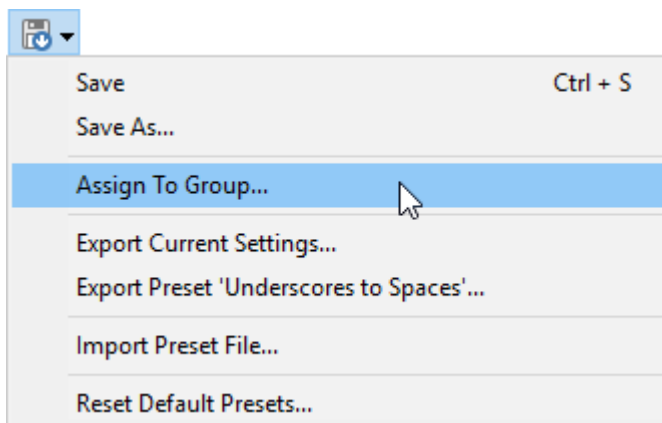 Save Ctrl + S
Save As...
Assign To Group...
Export Current Settings...
Export Preset 'Underscores to Spaces'...
Import Preset File...
Reset Default Presets...